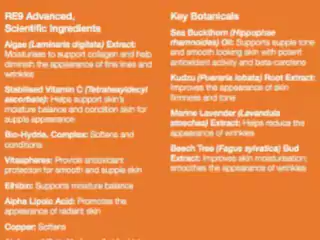 RE9 Advanced,
Scientific Ingredients
Algae (Laminaria digitata) Extract:
Moisturises to support collagen and help
diminish the appearance of fine lines and
wrinkles
Stabilised Vitamin C (Tetrahexyldecyl
ascorbate): Helps support skin's
moisture balance and condition skin for
supple appearance
Bio-Hydria. Complex: Softens and
conditions
Vitaspheres: Provide antioxidant
protection for smooth and supple skin
Supports moisture balance
Alpha Lipoic Acid: Promotes the
appearance of radiant skin
Copper: Softens
Key Botanicals
Sea Buckthorn (Hippophae
rhamnoides) Oil: Supports supple tone
and smooth looking skin with potent
antioxidant activity and beta-carotene
Kudzu (Pueraria lobata) Root Extract:
Improves the appearance of skin
firmness and tone
Marine Lavender (Lavandula
stoechas) Extract: Helps reduce the
appearance of wrinkles
Beech Tree (Fagus sylvatica) Bud
Extract: Improves skin moisturisation;
smoothes the appearance of wrinkles